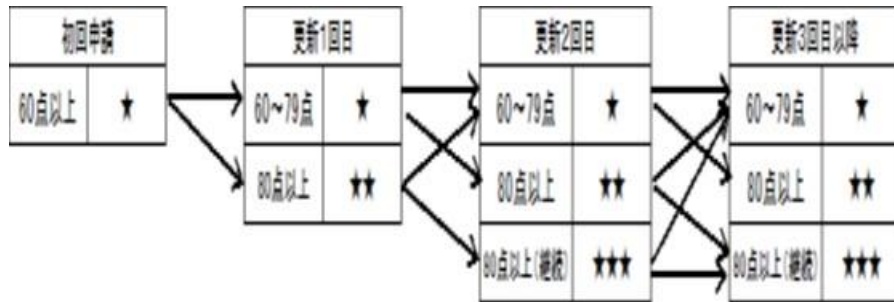 初回申請
60点以上 ★
更新1回目
60～79点 ★
80点以上 ★★
更新2回目
60～79点 ★
80点以上 ★★
80点以上(継続) ★★★
更新3回目以降
60～79点 ★
80点以上 ★★
80点以上(継続) ★★★